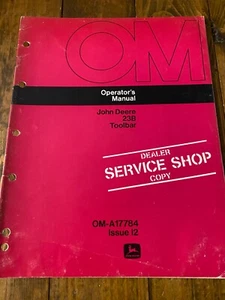 OM
Operator's
Manual
John Deere
23B
Toolbar
DEALER
SERVICE SHOP
COPY
OM-A17784
Issue I2